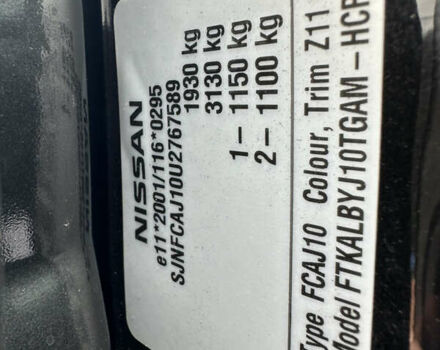 NISSAN
e11*2001/116*0295
SJNFCAJ10U2767589
1930 kg
3130 kg
1– 1150 kg
2– 1100 kg
Type FCAJ10 Colour, Trim Z11
Model FTKALBYJ10TGAM–HCR